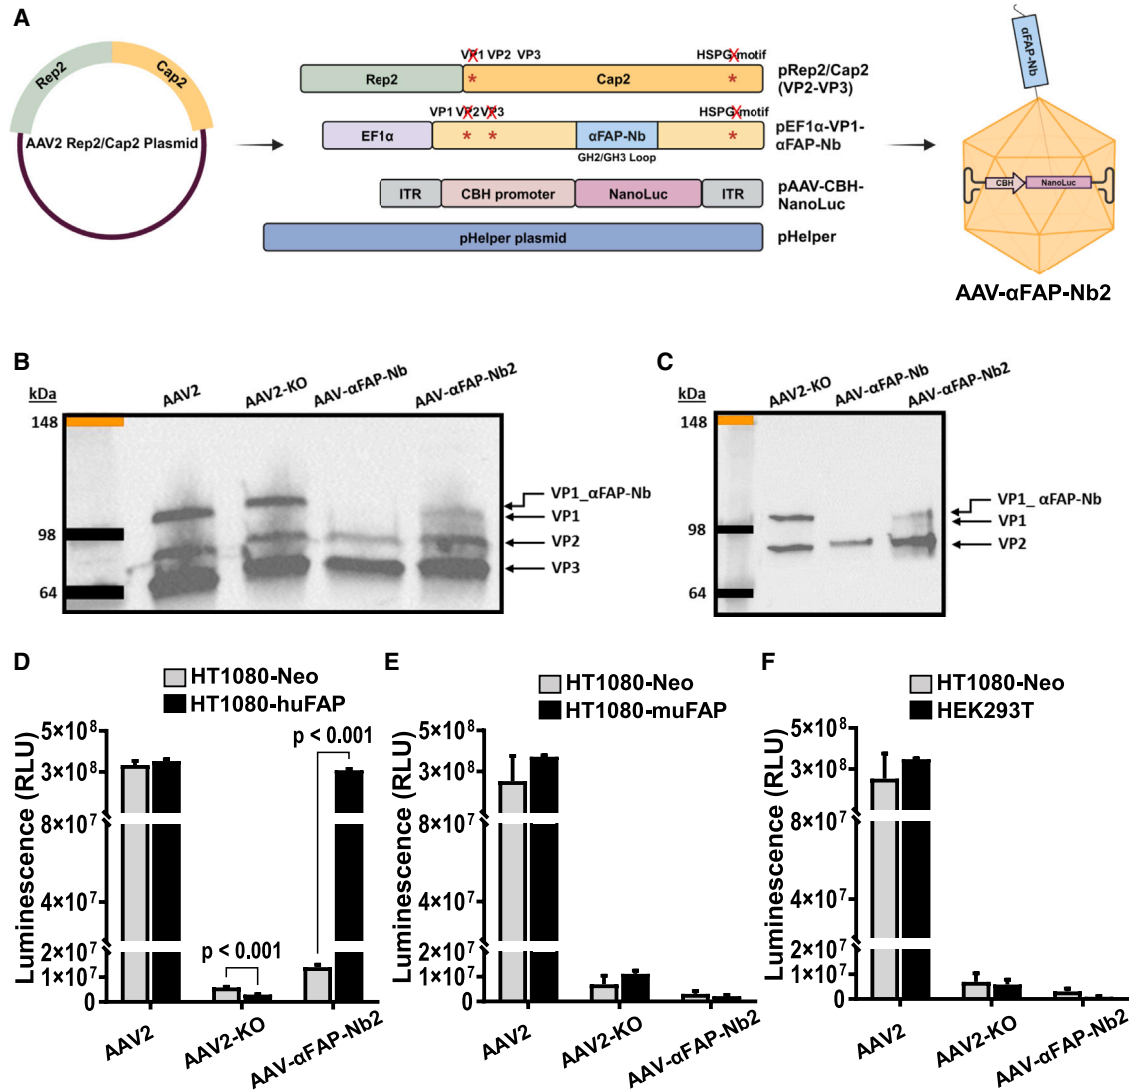 A
Rep2
Cap2
AAV2 Rep2/Cap2 Plasmid
VP1 VP2 VP3
HSPG-motif
Rep2
*
Cap2
*
pRep2/Cap2
(VP2-VP3)
VP1 VP2 VP3
HSPG-motif
EF1α
* *
αFAP-Nb
*
GH2/GH3 Loop
pEF1α-VP1-
αFAP-Nb
ITR
CBH promoter
NanoLuc
ITR
pAAV-CBH-
NanoLuc
pHelper plasmid
pHelper
αFAP-Nb
CBH
NanoLuc
AAV-αFAP-Nb2
B
kDa
AAV2
AAV2-KO
AAV-αFAP-Nb
AAV-αFAP-Nb2
148
98
64
VP1_αFAP-Nb
VP1
VP2
VP3
C
kDa
AAV2-KO
AAV-αFAP-Nb
AAV-αFAP-Nb2
148
98
64
VP1_ αFAP-Nb
VP1
VP2
D
HT1080-Neo
HT1080-huFAP
Luminescence (RLU)
5×10⁸
3×10⁸
8×10⁷
4×10⁷
2×10⁷
1×10⁷
0
p < 0.001
p < 0.001
AAV2
AAV2-KO
AAV-αFAP-Nb2
E
HT1080-Neo
HT1080-muFAP
Luminescence (RLU)
5×10⁸
3×10⁸
8×10⁷
4×10⁷
2×10⁷
1×10⁷
0
AAV2
AAV2-KO
AAV-αFAP-Nb2
F
HT1080-Neo
HEK293T
Luminescence (RLU)
5×10⁸
3×10⁸
8×10⁷
4×10⁷
2×10⁷
1×10⁷
0
AAV2
AAV2-KO
AAV-αFAP-Nb2